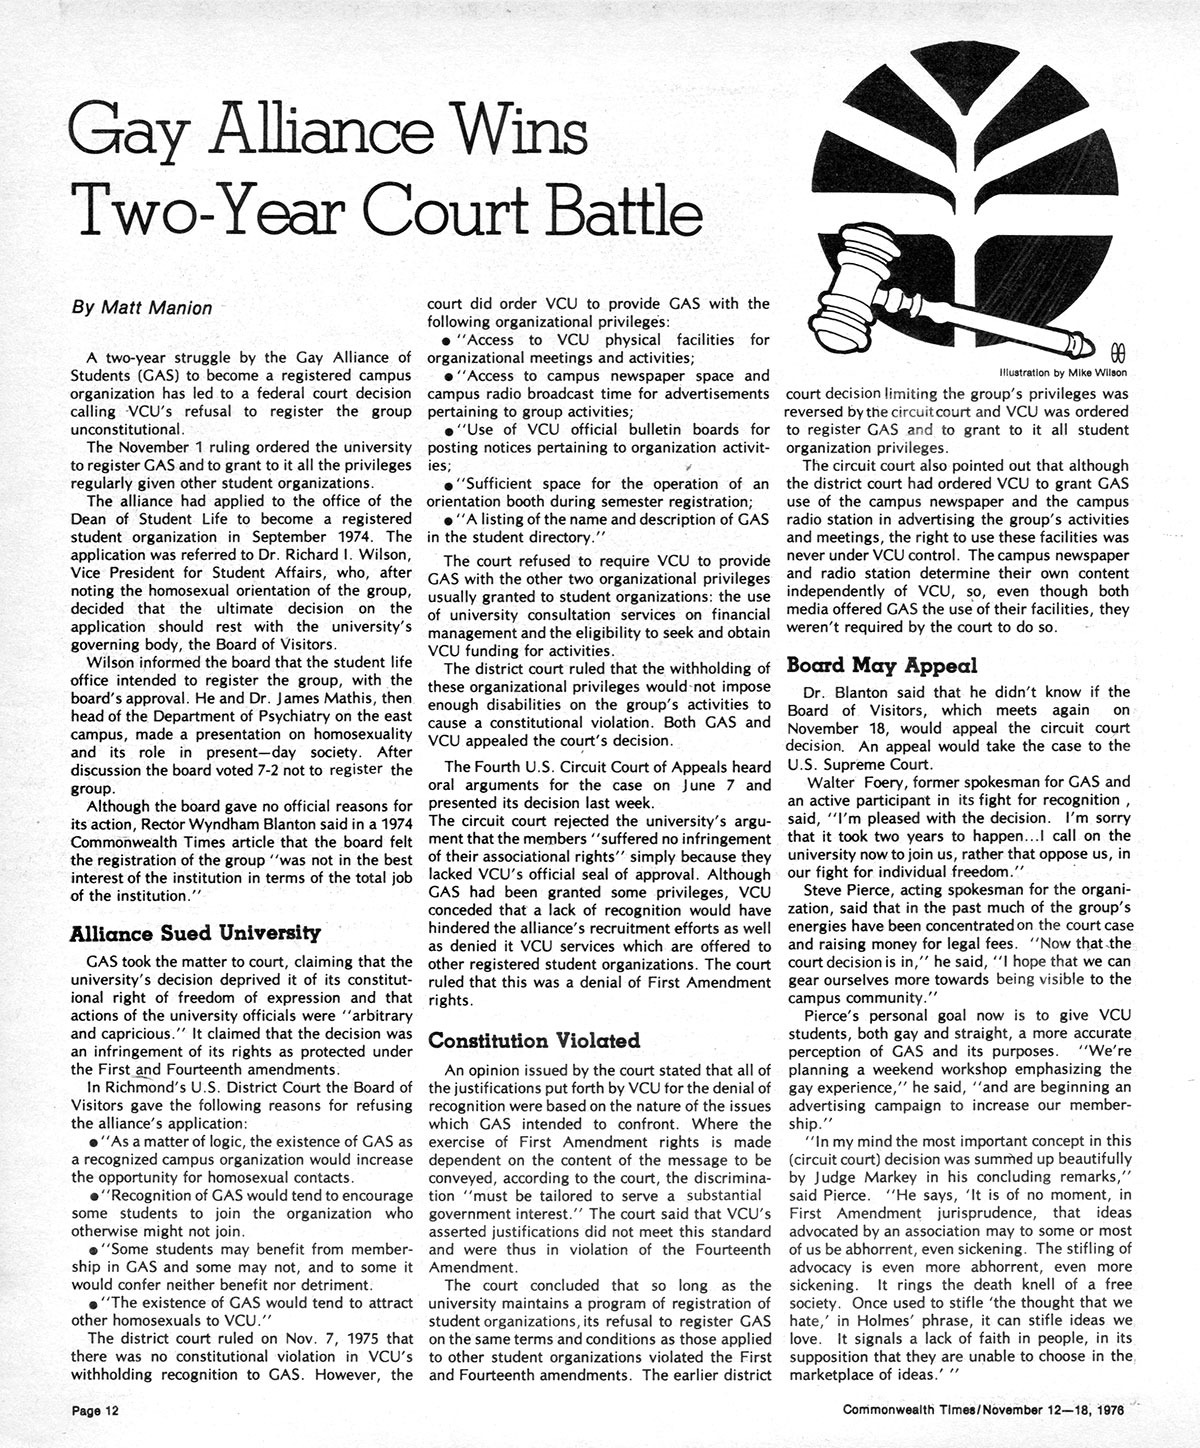 Gay Alliance Wins
Two-Year Court Battle
Illustration by Mike Wilson
By Matt Manion
A two-year struggle by the Gay Alliance of
Students (GAS) to become a registered campus
organization has led to a federal court decision
calling VCU's refusal to register the group
unconstitutional.
The November 1 ruling ordered the university
to register GAS and to grant to it all the privileges
regularly given other student organizations.
The alliance had applied to the office of the
Dean of Student Life to become a registered
student organization in September 1974. The
application was referred to Dr. Richard I. Wilson,
Vice President for Student Affairs, who, after
noting the homosexual orientation of the group,
decided that the ultimate decision on the
application should rest with the university's
governing body, the Board of Visitors.
Wilson informed the board that the student life
office intended to register the group, with the
board's approval. He and Dr. James Mathis, then
head of the Department of Psychiatry on the east
campus, made a presentation on homosexuality
and its role in present—day society. After
discussion the board voted 7-2 not to register the
group.
Although the board gave no official reasons for
its action, Rector Wyndham Blanton said in a 1974
Commonwealth Times article that the board felt
the registration of the group "was not in the best
interest of the institution in terms of the total job
of the institution."
Alliance Sued University
GAS took the matter to court, claiming that the
university's decision deprived it of its constitut-
ional right of freedom of expression and that
actions of the university officials were "arbitrary
and capricious." It claimed that the decision was
an infringement of its rights as protected under
the First and Fourteenth amendments.
In Richmond's U.S. District Court the Board of
Visitors gave the following reasons for refusing
the alliance's application:
● "As a matter of logic, the existence of GAS as
a recognized campus organization would increase
the opportunity for homosexual contacts.
● "Recognition of GAS would tend to encourage
some students to join the organization who
otherwise might not join.
● "Some students may benefit from member-
ship in GAS and some may not, and to some it
would confer neither benefit nor detriment.
● "The existence of GAS would tend to attract
other homosexuals to VCU."
The district court ruled on Nov. 7, 1975 that
there was no constitutional violation in VCU's
withholding recognition to GAS. However, the
court did order VCU to provide GAS with the
following organizational privileges:
● "Access to VCU physical facilities for
organizational meetings and activities;
● "Access to campus newspaper space and
campus radio broadcast time for advertisements
pertaining to group activities;
● "Use of VCU official bulletin boards for
posting notices pertaining to organization activit-
ies;
● "Sufficient space for the operation of an
orientation booth during semester registration;
● "A listing of the name and description of GAS
in the student directory."
The court refused to require VCU to provide
GAS with the other two organizational privileges
usually granted to student organizations: the use
of university consultation services on financial
management and the eligibility to seek and obtain
VCU funding for activities.
The district court ruled that the withholding of
these organizational privileges would not impose
enough disabilities on the group's activities to
cause a constitutional violation. Both GAS and
VCU appealed the court's decision.
The Fourth U.S. Circuit Court of Appeals heard
oral arguments for the case on June 7 and
presented its decision last week.
The circuit court rejected the university's argu-
ment that the members "suffered no infringement
of their associational rights" simply because they
lacked VCU's official seal of approval. Although
GAS had been granted some privileges, VCU
conceded that a lack of recognition would have
hindered the alliance's recruitment efforts as well
as denied it VCU services which are offered to
other registered student organizations. The court
ruled that this was a denial of First Amendment
rights.
Constitution Violated
An opinion issued by the court stated that all of
the justifications put forth by VCU for the denial of
recognition were based on the nature of the issues
which GAS intended to confront. Where the
exercise of First Amendment rights is made
dependent on the content of the message to be
conveyed, according to the court, the discrimina-
tion "must be tailored to serve a substantial
government interest." The court said that VCU's
asserted justifications did not meet this standard
and were thus in violation of the Fourteenth
Amendment.
The court concluded that so long as the
university maintains a program of registration of
student organizations, its refusal to register GAS
on the same terms and conditions as those applied
to other student organizations violated the First
and Fourteenth amendments. The earlier district
court decision limiting the group's privileges was
reversed by the circuit court and VCU was ordered
to register GAS and to grant to it all student
organization privileges.
The circuit court also pointed out that although
the district court had ordered VCU to grant GAS
use of the campus newspaper and the campus
radio station in advertising the group's activities
and meetings, the right to use these facilities was
never under VCU control. The campus newspaper
and radio station determine their own content
independently of VCU, so, even though both
media offered GAS the use of their facilities, they
weren't required by the court to do so.
Board May Appeal
Dr. Blanton said that he didn't know if the
Board of Visitors, which meets again on
November 18, would appeal the circuit court
decision. An appeal would take the case to the
U.S. Supreme Court.
Walter Foery, former spokesman for GAS and
an active participant in its fight for recognition ,
said, "I'm pleased with the decision. I'm sorry
that it took two years to happen...I call on the
university now to join us, rather that oppose us, in
our fight for individual freedom."
Steve Pierce, acting spokesman for the organi-
zation, said that in the past much of the group's
energies have been concentrated on the court case
and raising money for legal fees. "Now that the
court decision is in," he said, "I hope that we can
gear ourselves more towards being visible to the
campus community."
Pierce's personal goal now is to give VCU
students, both gay and straight, a more accurate
perception of GAS and its purposes. "We're
planning a weekend workshop emphasizing the
gay experience," he said, "and are beginning an
advertising campaign to increase our member-
ship."
"In my mind the most important concept in this
(circuit court) decision was summed up beautifully
by Judge Markey in his concluding remarks,"
said Pierce. "He says, 'It is of no moment, in
First Amendment jurisprudence, that ideas
advocated by an association may to some or most
of us be abhorrent, even sickening. The stifling of
advocacy is even more abhorrent, even more
sickening. It rings the death knell of a free
society. Once used to stifle 'the thought that we
hate,' in Holmes' phrase, it can stifle ideas we
love. It signals a lack of faith in people, in its
supposition that they are unable to choose in the
marketplace of ideas.' "
Page 12
Commonwealth Times/November 12—18, 1976